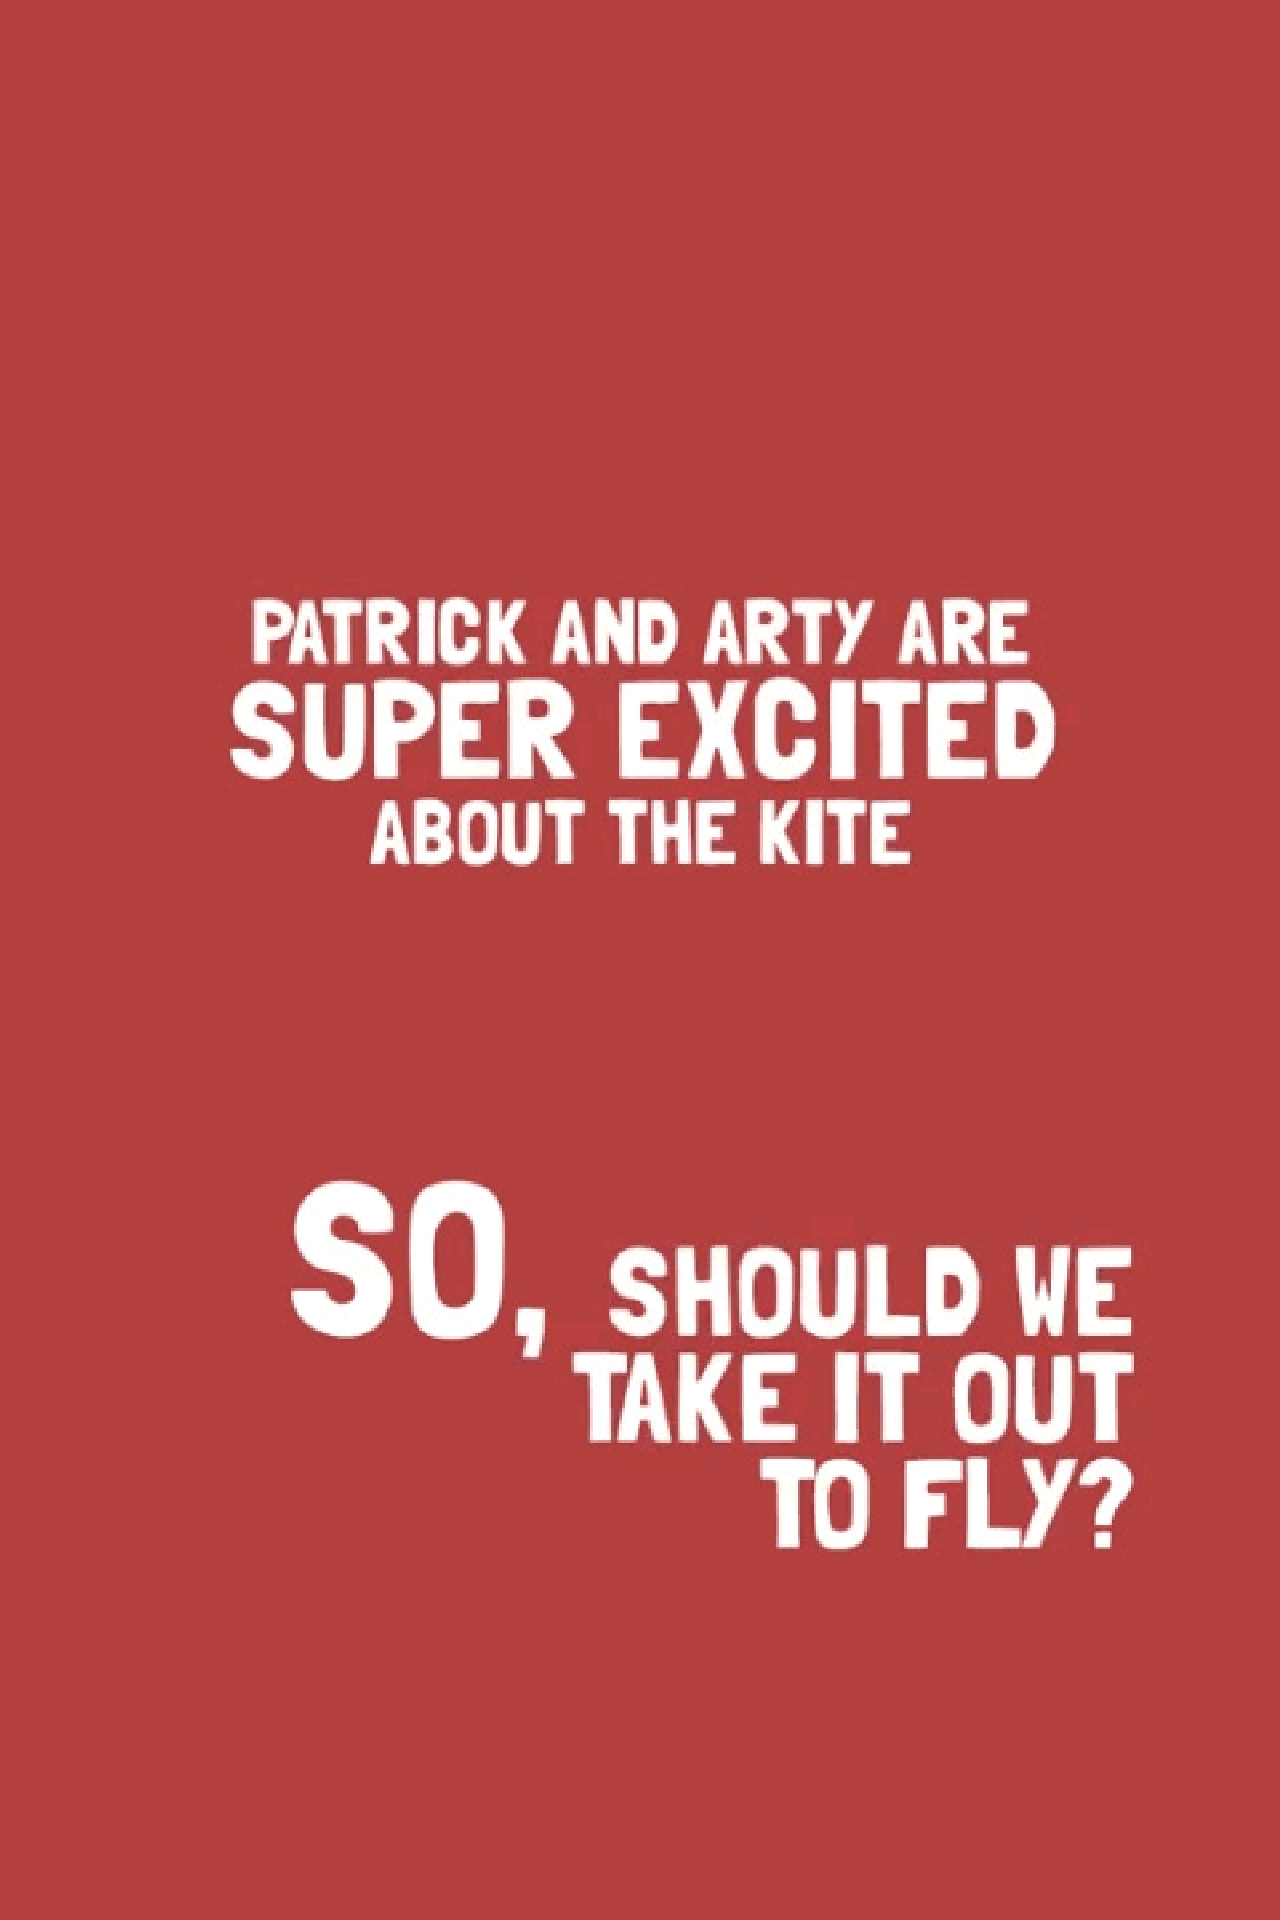 PATRICK AND ARTY ARE
SUPER EXCITED
ABOUT THE KITE
SO, SHOULD WE
TAKE IT OUT
TO FLY?